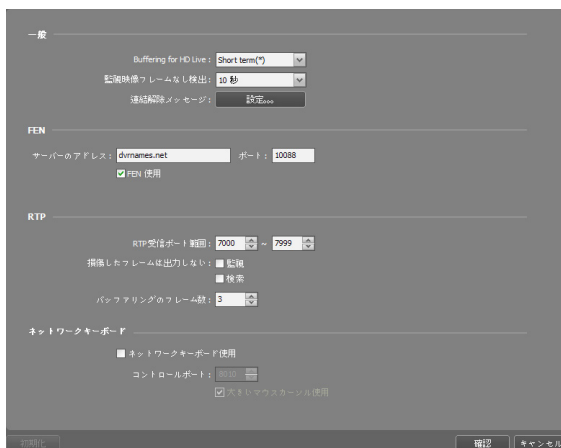 一般
Buffering for HD Live : Short term(*)
監視映像フレームなし検出 : 10 秒
連結解除メッセージ : 設定...
FEN
サーバーのアドレス : dvrnames.net ポート : 10088
FEN 使用
RTP
RTP受信ポート範囲 : 7000 ~ 7999
損傷したフレームは出力しない : 監視
検索
バッファリングのフレーム数 : 3
ネットワークキーボード
ネットワークキーボード使用
コントロールポート : 8010
大きいマウスカーソル使用
初期化 確認 キャンセル